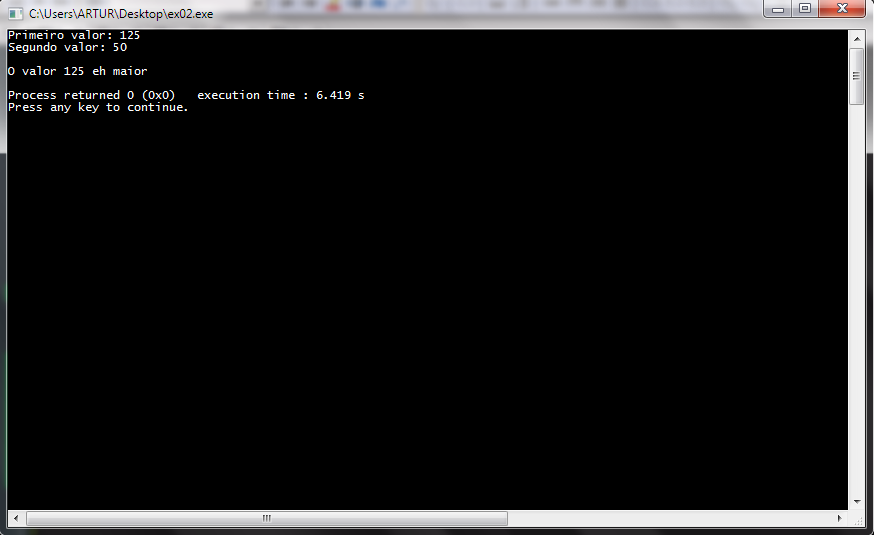 C:\Users\ARTUR\Desktop\ex02.exe
Primeiro valor: 125
Segundo valor: 50
O valor 125 eh maior
Process returned 0 (0x0)   execution time : 6.419 s
Press any key to continue.